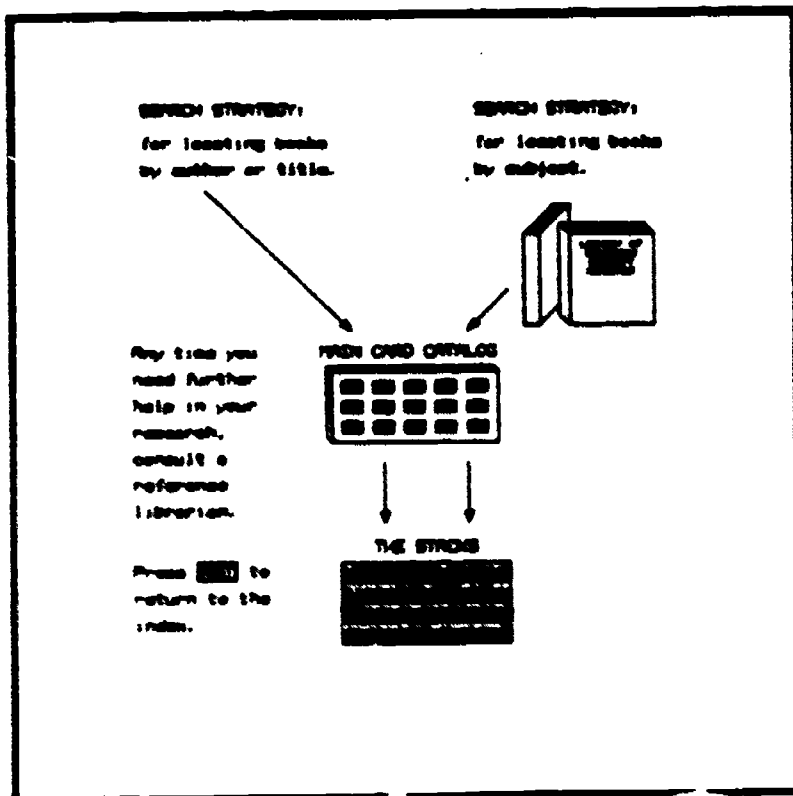 SEARCH STRATEGY:
for locating books
by author or title.
SEARCH STRATEGY:
for locating books
by subject.
Any time you
need further
help in your
research,
consult a
reference
librarian.
MAIN CARD CATALOG
THE STACKS
Press to
return to the
index.